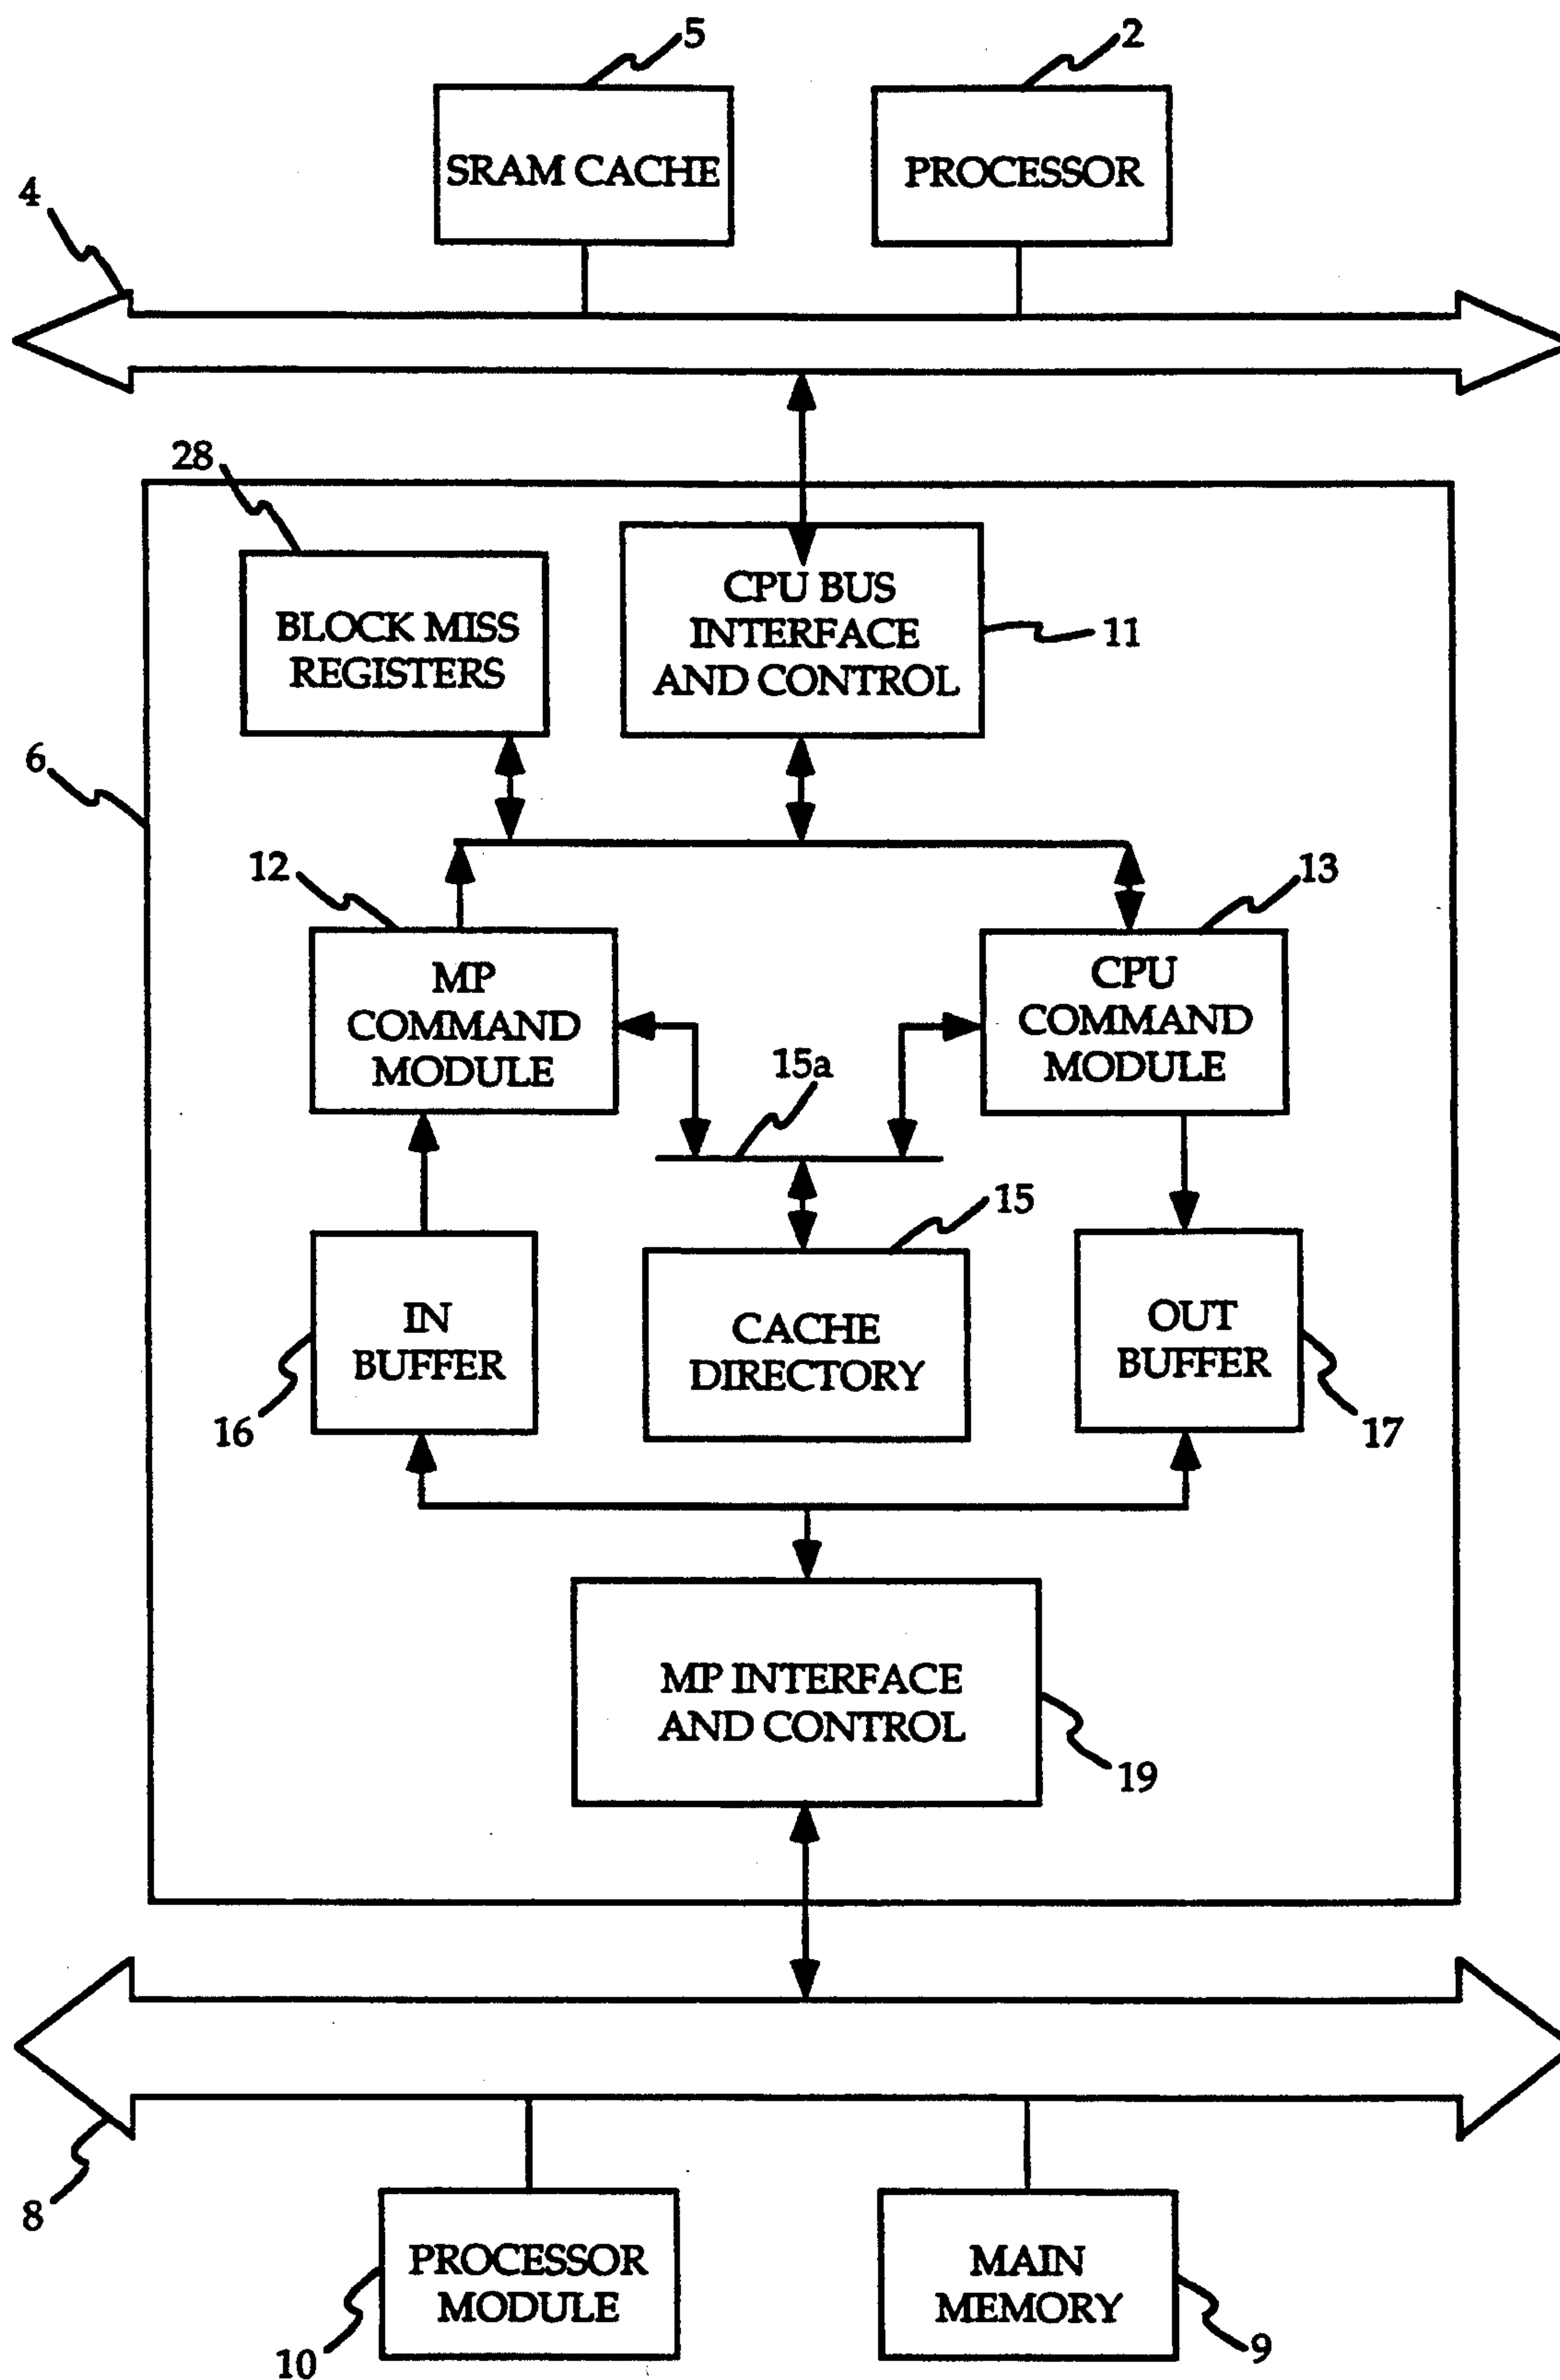 5
2
SRAM CACHE
PROCESSOR
4
28
BLOCK MISS
REGISTERS
CPU BUS
INTERFACE
AND CONTROL
11
6
12
13
MP
COMMAND
MODULE
CPU
COMMAND
MODULE
15a
15
IN
BUFFER
CACHE
DIRECTORY
OUT
BUFFER
16
17
MP INTERFACE
AND CONTROL
19
8
PROCESSOR
MODULE
MAIN
MEMORY
10
9